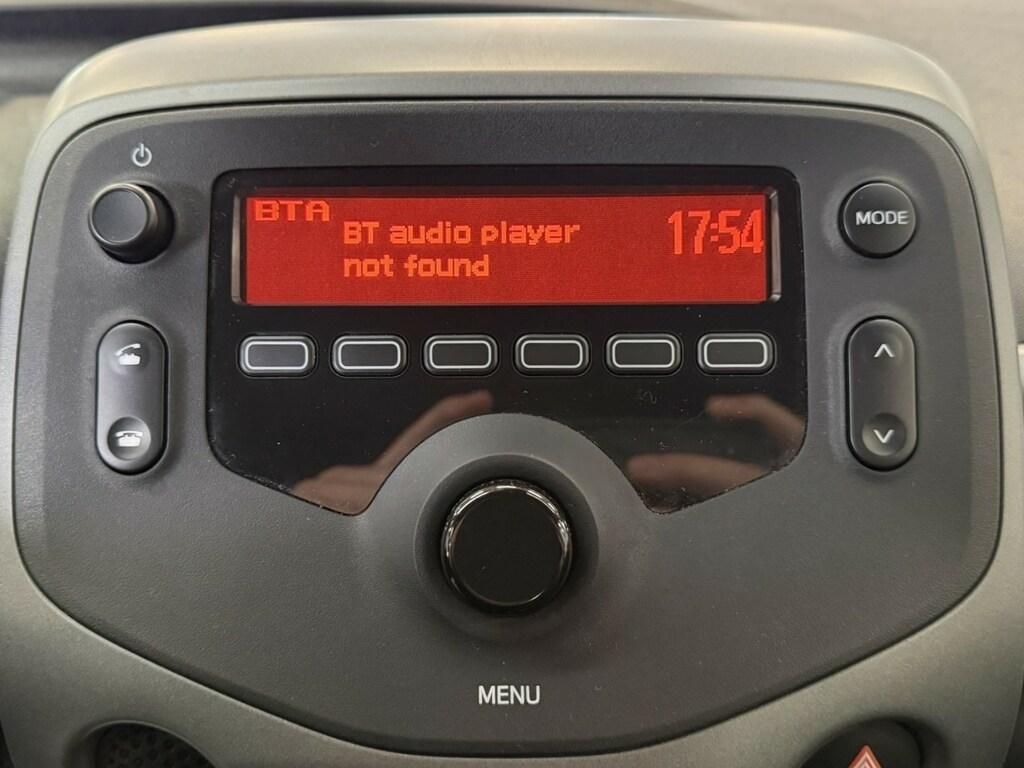 BTA
BT audio player
not found
17:54
MODE
MENU